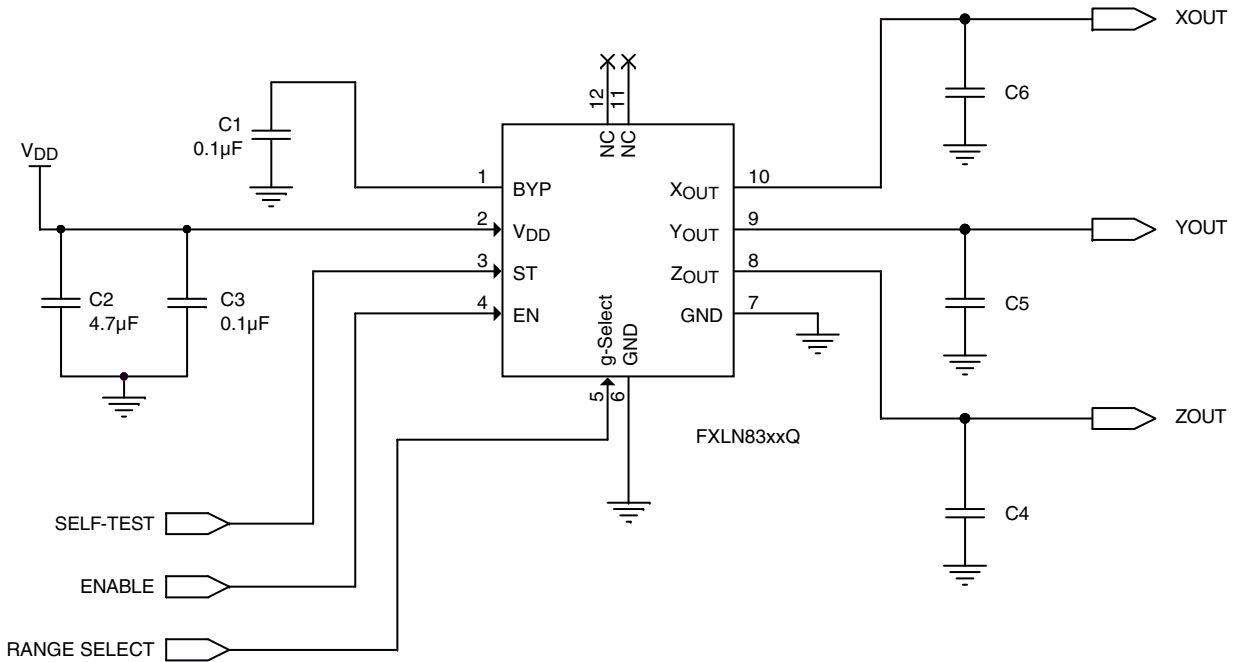 XOUT
C6
12
11
NC
NC
C1
0.1µF
VDD
1
BYP
XOUT
10
2
VDD
YOUT
9
YOUT
3
ST
ZOUT
8
C2
4.7µF
C3
0.1µF
4
EN
GND
7
C5
g-Select
GND
5
6
ZOUT
FXLN83xxQ
C4
SELF-TEST
ENABLE
RANGE SELECT